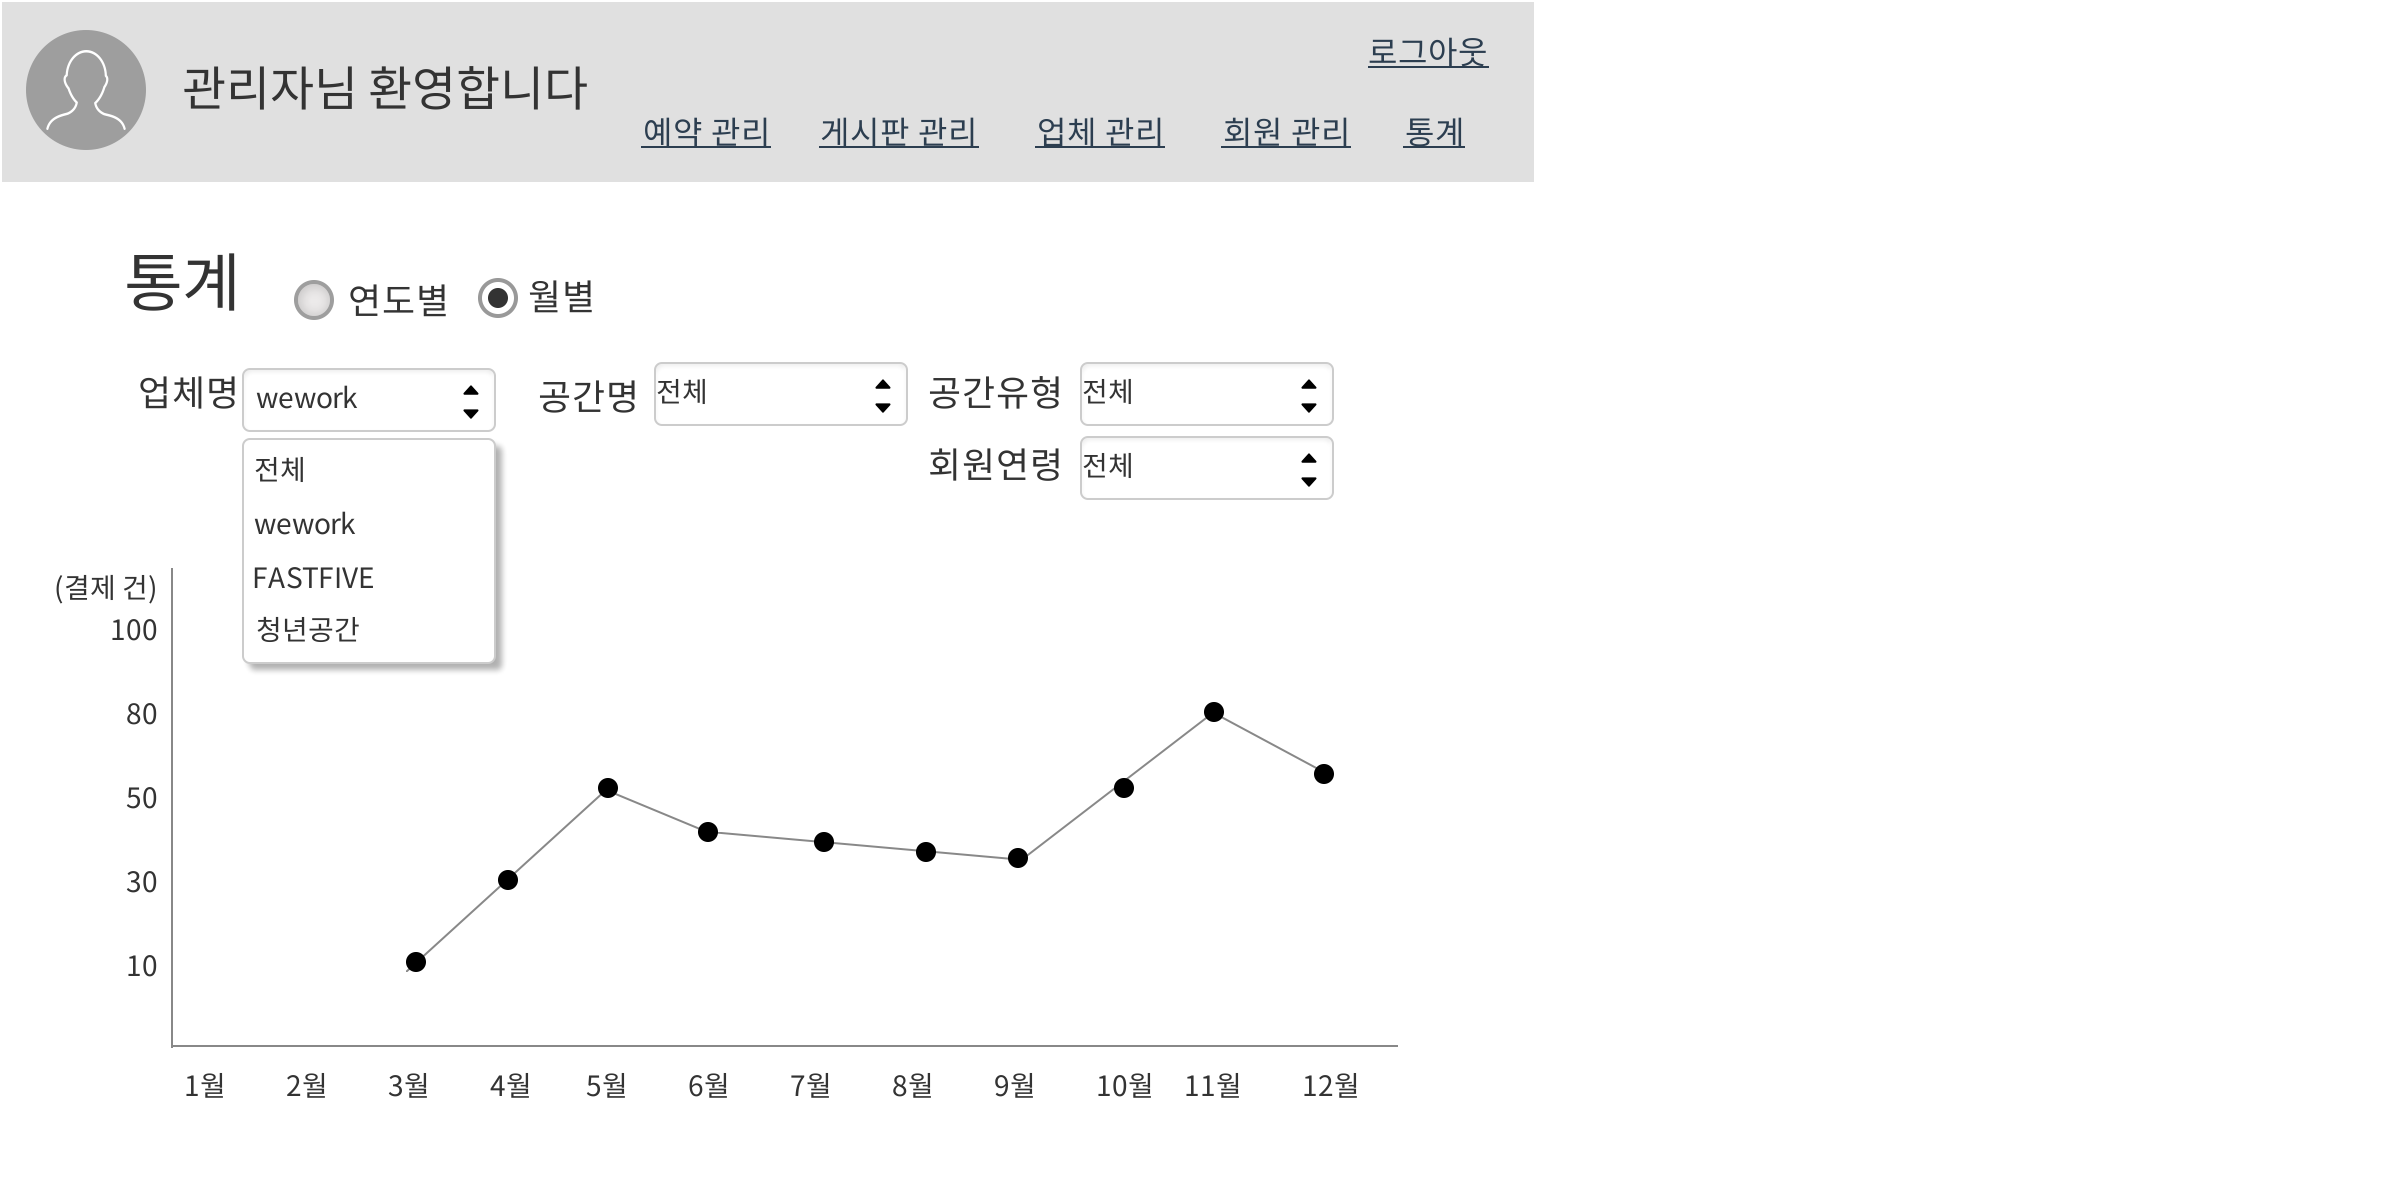 로그아웃
관리자님 환영합니다
예약 관리 게시판 관리 업체 관리 회원 관리 통계
통계 연도별 월별
업체명 wework 공간명 전체 공간유형 전체
회원연령 전체
전체
wework
FASTFIVE
청년공간
(결제 건)
100
80
50
30
10
1월 2월 3월 4월 5월 6월 7월 8월 9월 10월 11월 12월